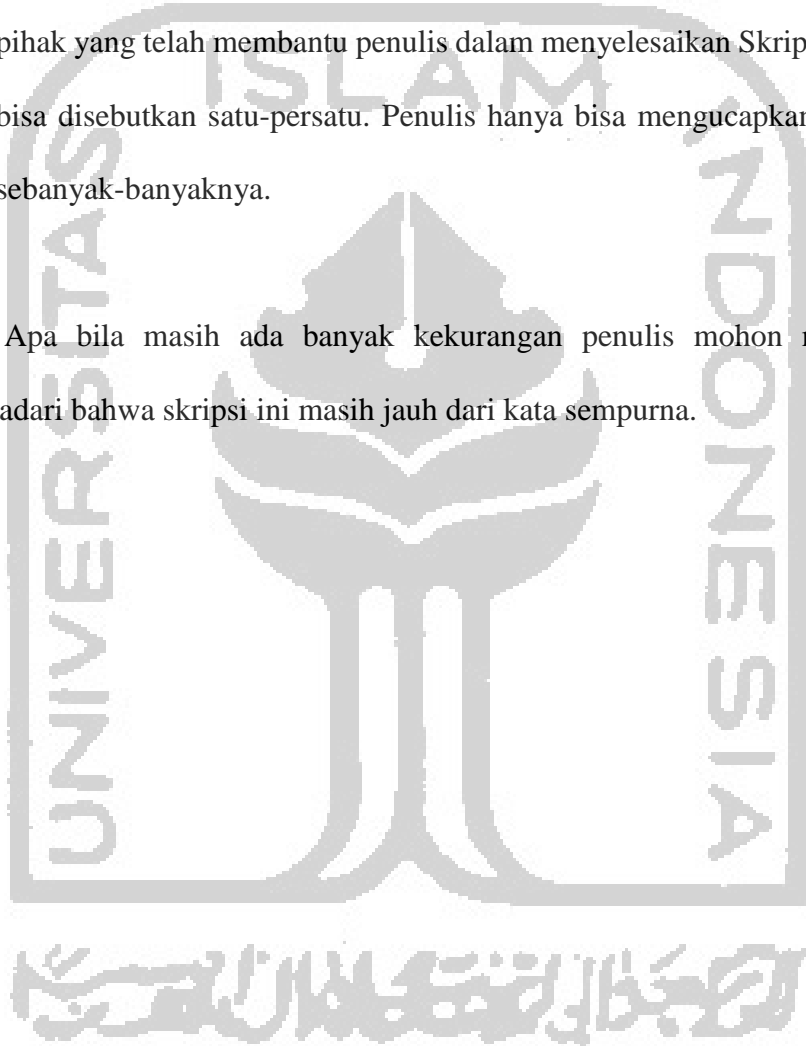 pihak yang telah membantu penulis dalam menyelesaikan Skrip
bisa disebutkan satu-persatu. Penulis hanya bisa mengucapkan
sebanyak-banyaknya.
Apa bila masih ada banyak kekurangan penulis mohon
adari bahwa skripsi ini masih jauh dari kata sempurna.
UNIVERSITAS
ISLAM
INDONESIA